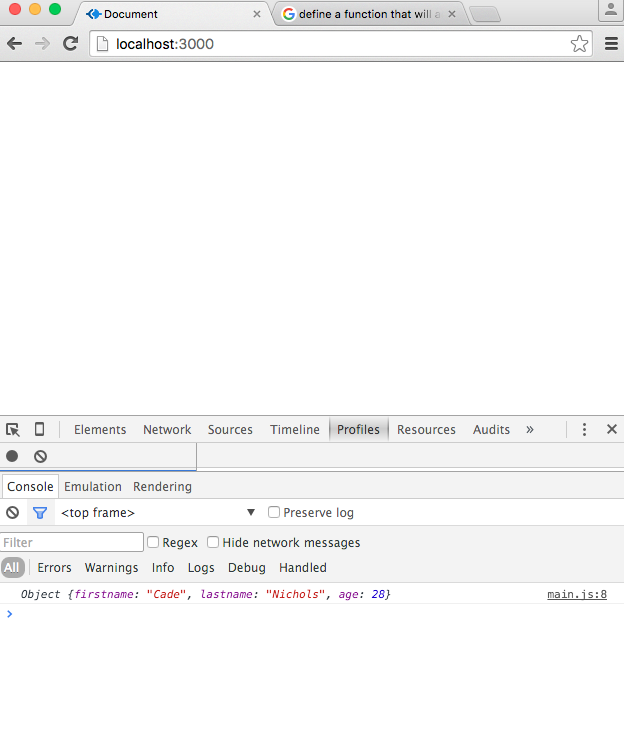 Document
define a function that will a
localhost:3000
Elements Network Sources Timeline Profiles Resources Audits »
Console Emulation Rendering
<top frame> ▼ Preserve log
Filter Regex Hide network messages
All Errors Warnings Info Logs Debug Handled
Object {firstname: "Cade", lastname: "Nichols", age: 28} main.js:8
>